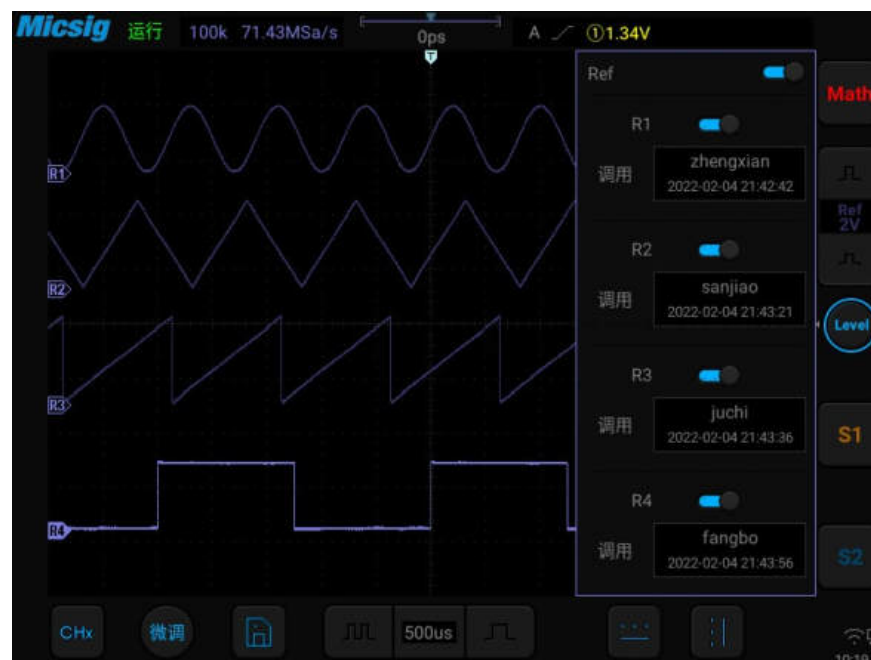 Micsig 运行 100k 71.43MSa/s 0ps A ①1.34V
T
Ref
Math
R1
调用
zhengxian
2022-02-04 21:42:42
R1
Ref
2V
R2
调用
sanjiao
2022-02-04 21:43:21
R2
Level
R3
调用
juchi
2022-02-04 21:43:36
R3
S1
R4
调用
fangbo
2022-02-04 21:43:56
R4
S2
CHx 微调 500us